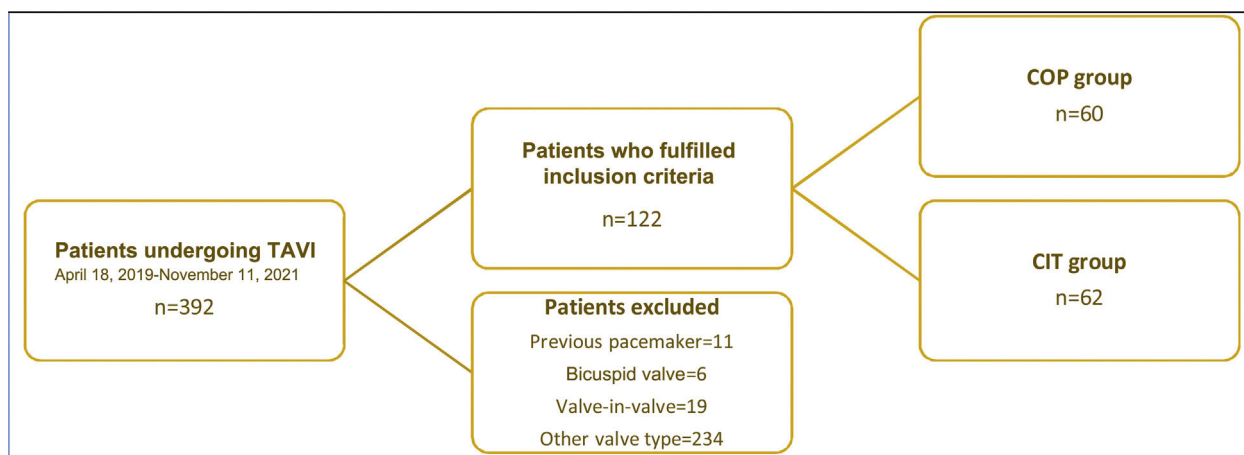 Patients undergoing TAVI
April 18, 2019-November 11, 2021
n=392
Patients who fulfilled
inclusion criteria
n=122
Patients excluded
Previous pacemaker=11
Bicuspid valve=6
Valve-in-valve=19
Other valve type=234
COP group
n=60
CIT group
n=62